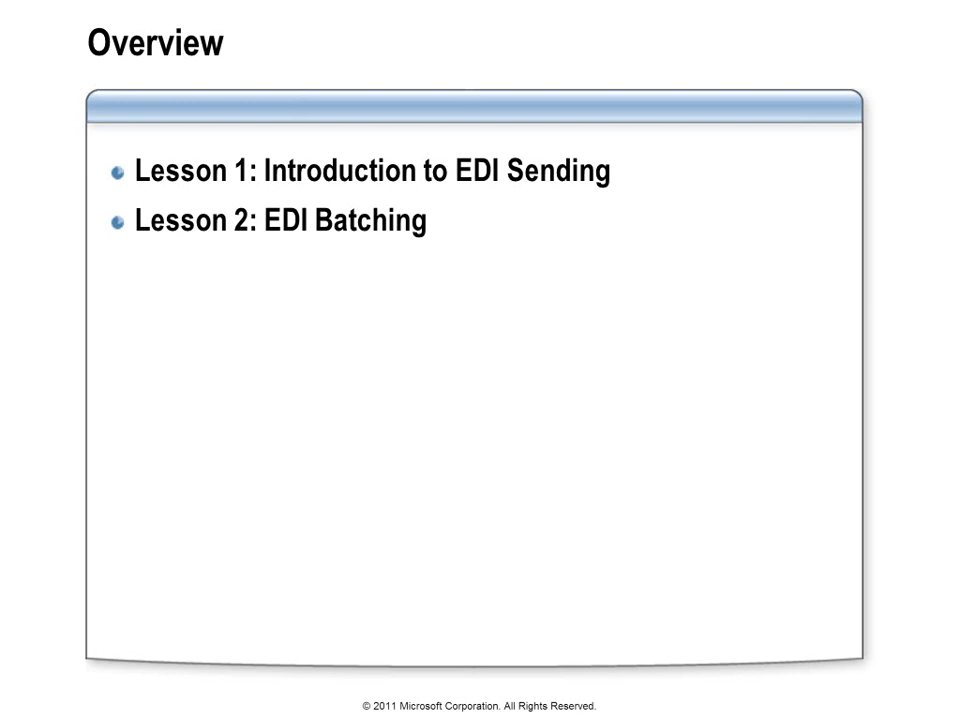 Overview
Lesson 1: Introduction to EDI Sending
Lesson 2: EDI Batching
© 2011 Microsoft Corporation. All Rights Reserved.